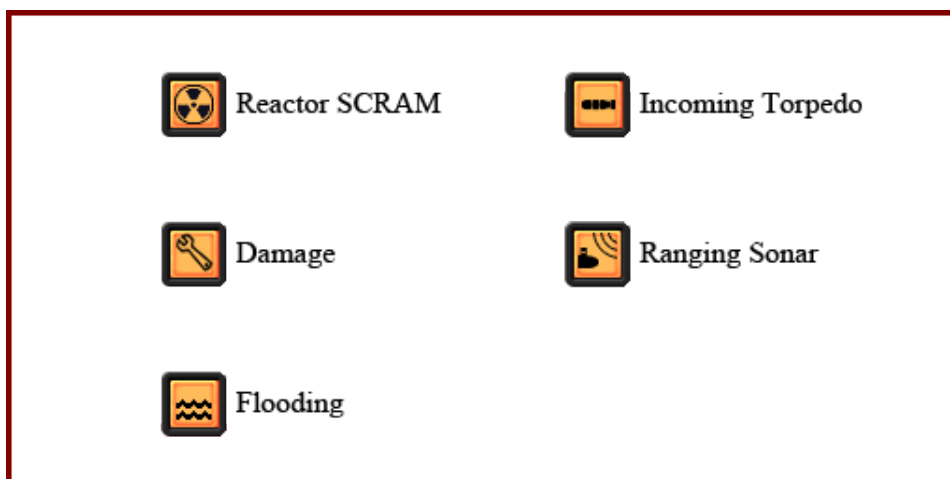 Reactor SCRAM
Incoming Torpedo
Damage
Ranging Sonar
Flooding